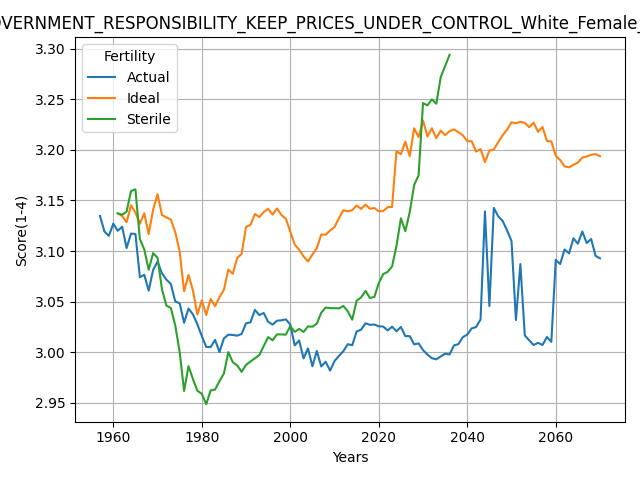 OVERNMENT_RESPONSIBILITY_KEEP_PRICES_UNDER_CONTROL_White_Female_
Fertility
Actual
Ideal
Sterile
Score(1-4)
3.30
3.25
3.20
3.15
3.10
3.05
3.00
2.95
1960 1980 2000 2020 2040 2060
Years